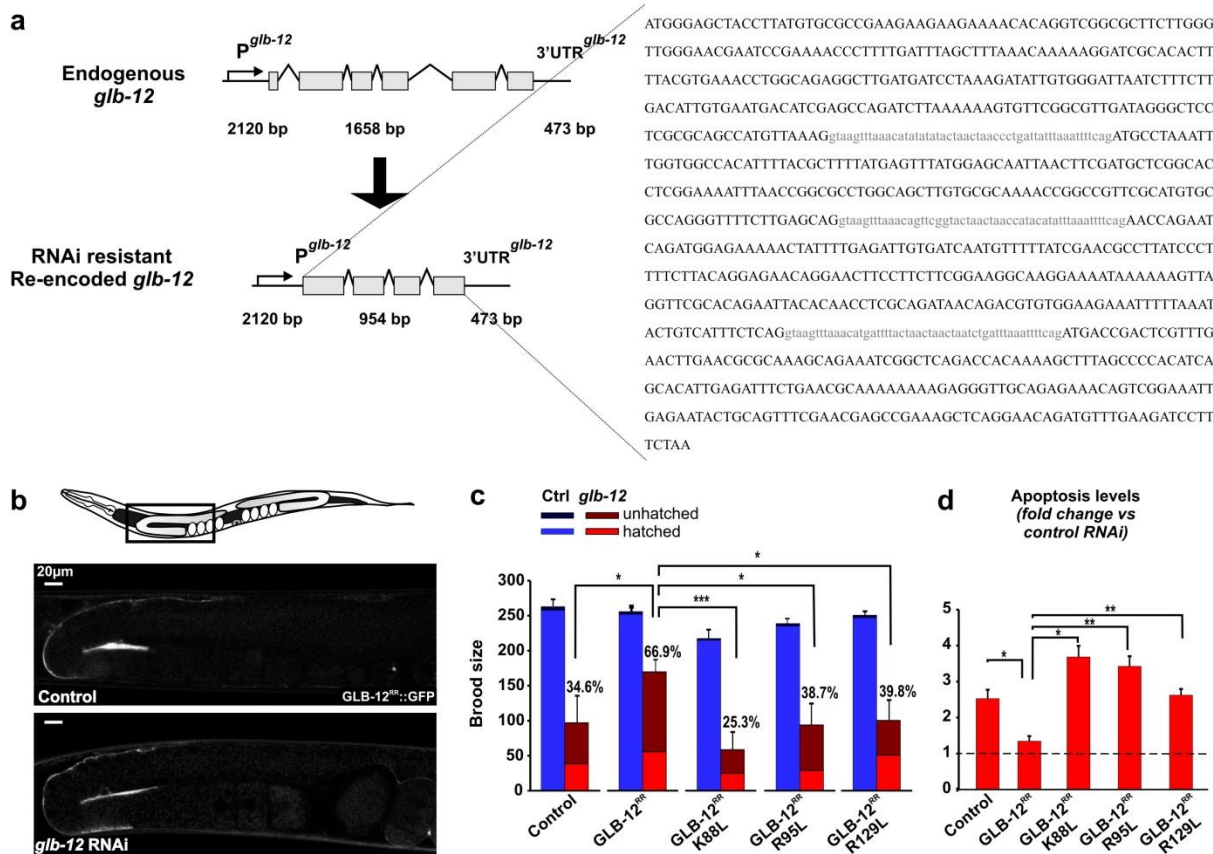 a
Endogenous
glb-12
P^glb-12
3'UTR^glb-12
2120 bp
1658 bp
473 bp
RNAi resistant
Re-encoded glb-12
P^glb-12
3'UTR^glb-12
2120 bp
954 bp
473 bp
ATGGGAGCTACCTTATGTGCGCCGAAGAAGAAGAAAACACAGGTCGGCGCTTCTTGGG
TTGGGAACGAATCCGAAAACCCTTTTGATTTAGCTTTAAACAAAAAGGATCGCACACTT
TTACGTGAAACCTGGCAGAGGCTTGATGATCCTAAAGATATTGTGGGATTAATCTTTCTT
GACATTGTGAATGACATCGAGCCAGATCTTAAAAAAGTGTTCGGCGTTGATAGGGCTCC
TCGCGCAGCCATGTTAAAGgtaagtttaaacatatatatactaactaaccctgattatttaaattttcagATGCCTAAATT
TGGTGGCCACATTTTACGCTTTTATGAGTTTATGGAGCAATTAACTTCGATGCTCGGCAC
CTCGGAAAATTTAACCGGCGCCTGGCAGCTTGTGCGCAAAACCGGCCGTTCGCATGTGC
GCCAGGGTTTTCTTGAGCAGgtaagtttaaacagttcggtactaactaaccatacatatttaaattttcagAACCAGAAT
CAGATGGAGAAAAACTATTTTGAGATTGTGATCAATGTTTTTATCGAACGCCTTATCCCT
TTTCTTACAGGAGAACAGGAACTTCCTTCTTCGGAAGGCAAGGAAAATAAAAAAGTTA
GGTTCGCACAGAATTACACAACCTCGCAGATAACAGACGTGTGGAAGAAATTTTTAAAT
ACTGTCATTTCTCAGgtaagtttaaacatgattttactaactaactaatctgatttaaattttcagATGACCGACTCGTTTG
AACTTGAACGCGCAAAGCAGAAATCGGCTCAGACCACAAAAGCTTTAGCCCCACATCA
GCACATTGAGATTTCTGAACGCAAAAAAAAGAGGGTTGCAGAGAAACAGTCGGAAATT
GAGAATACTGCAGTTTCGAACGAGCCGAAAGCTCAGGAACAGATGTTTGAAGATCCTT
TCTAA
b
20µm
Control
GLB-12^RR::GFP
glb-12 RNAi
c
Ctrl glb-12
unhatched
hatched
Brood size
300
250
200
150
100
50
0
34.6%
66.9%
25.3%
38.7%
39.8%
*
***
*
*
Control
GLB-12^RR
GLB-12^RR K88L
GLB-12^RR R95L
GLB-12^RR R129L
d
Apoptosis levels
(fold change vs
control RNAi)
5
4
3
2
1
0
*
*
**
**
Control
GLB-12^RR
GLB-12^RR K88L
GLB-12^RR R95L
GLB-12^RR R129L